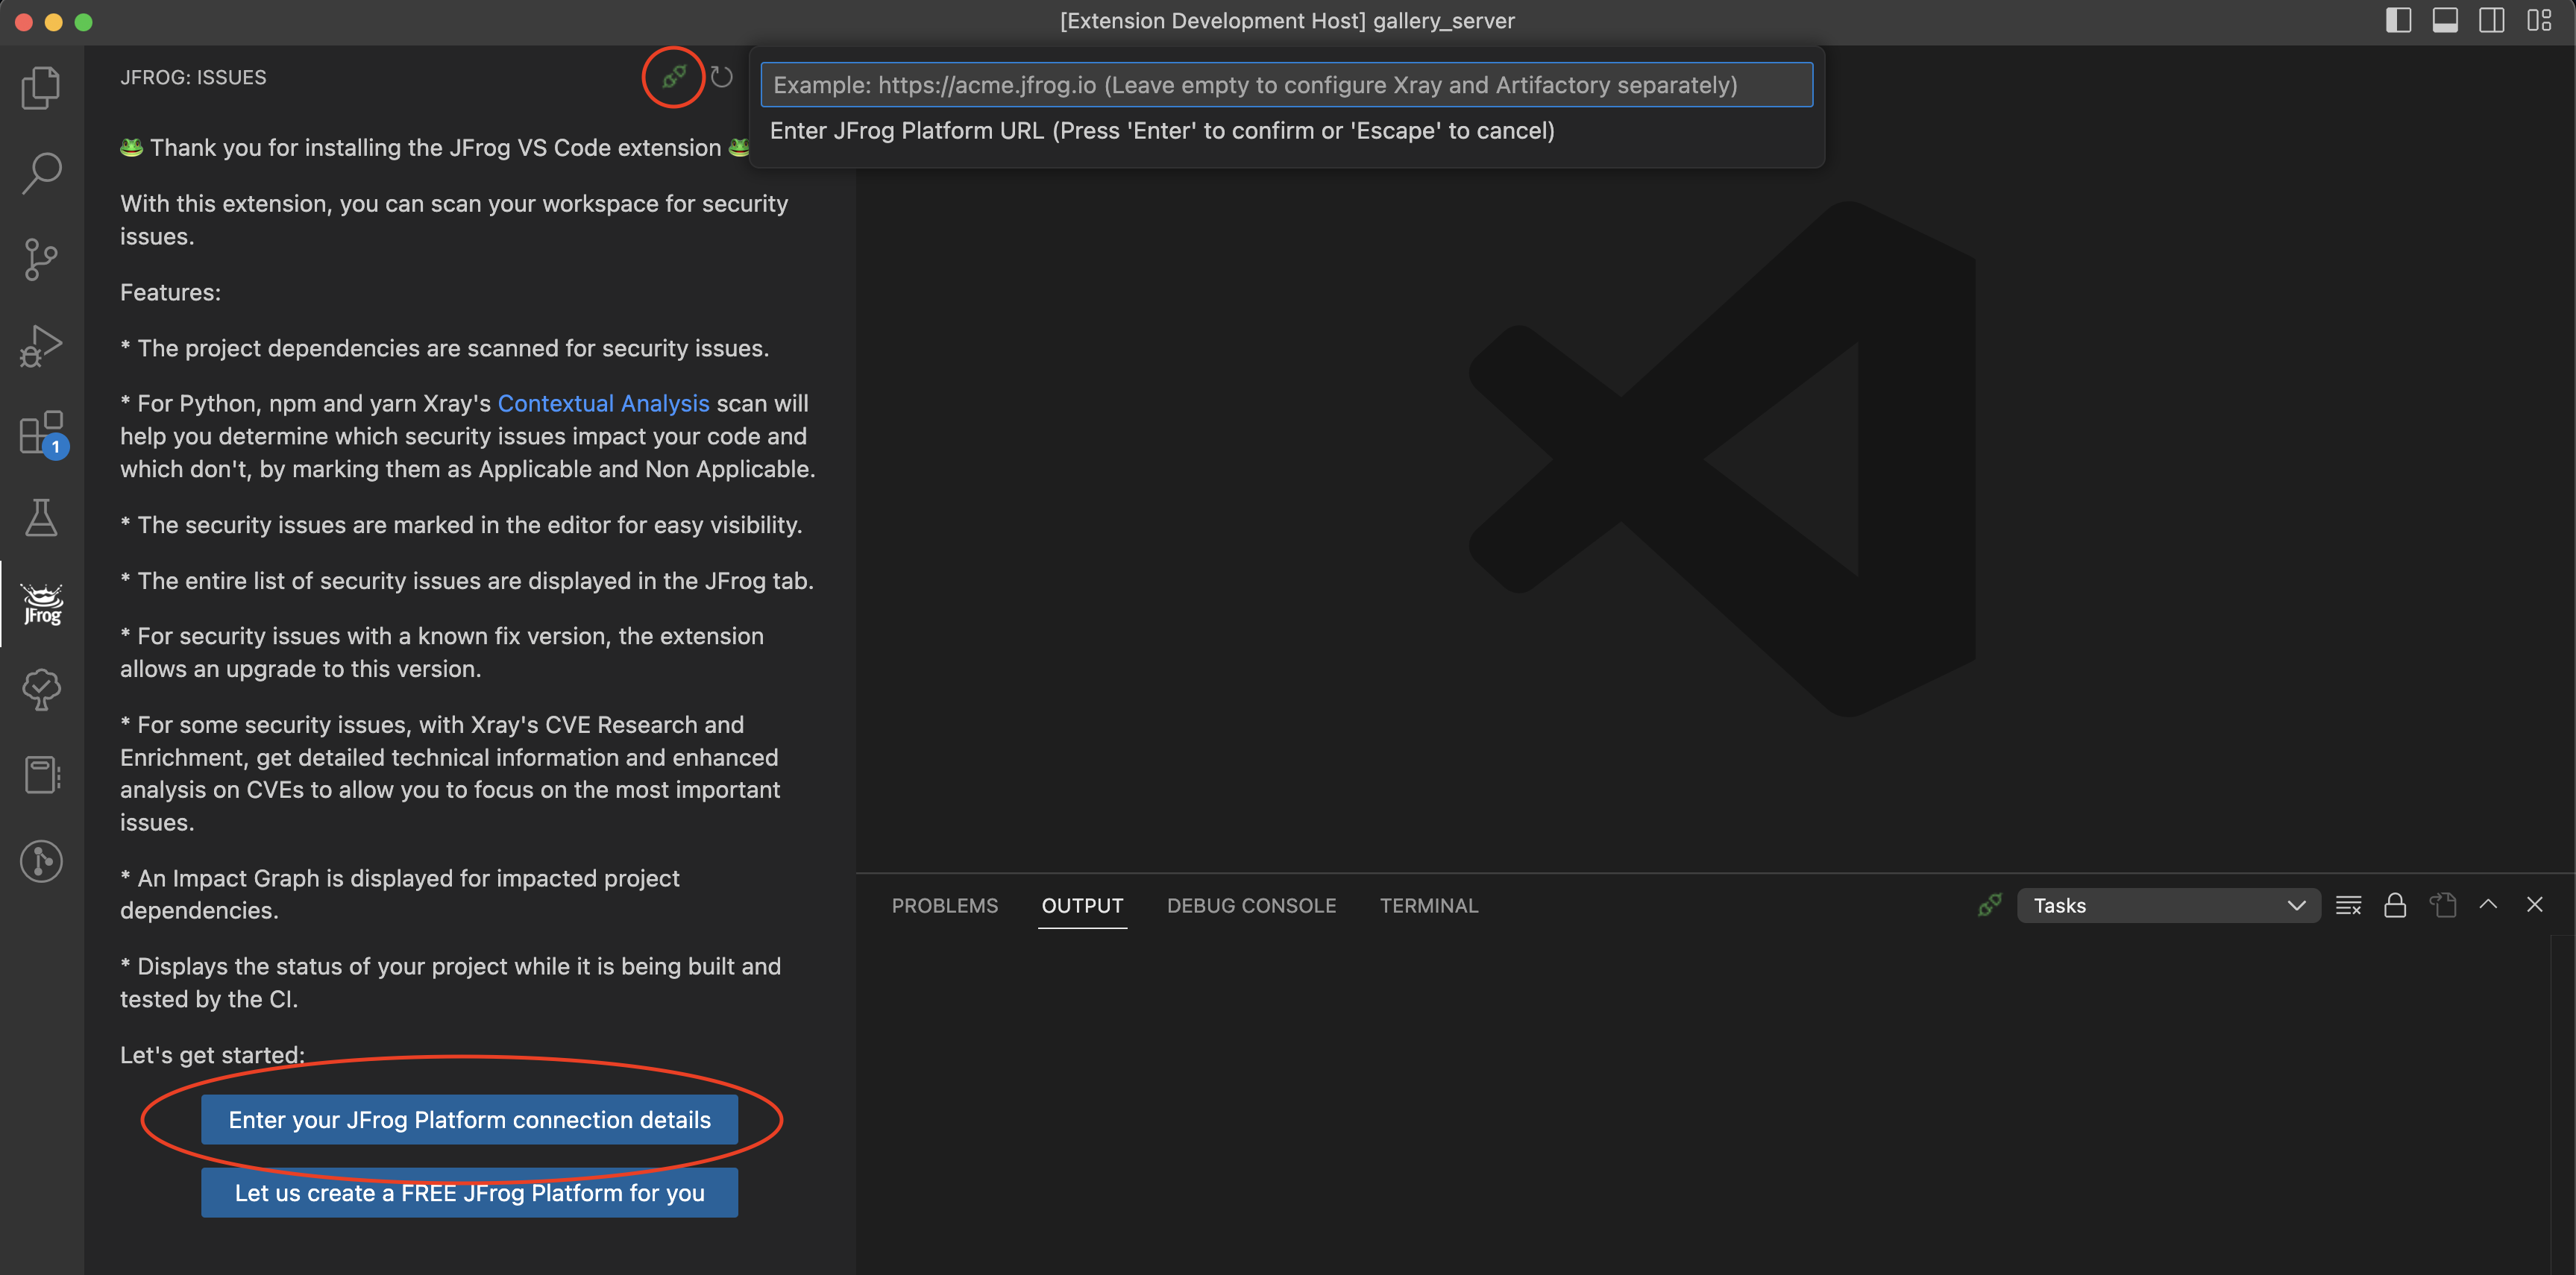 [Extension Development Host] gallery_server
JFROG: ISSUES
Example: https://acme.jfrog.io (Leave empty to configure Xray and Artifactory separately)
Enter JFrog Platform URL (Press 'Enter' to confirm or 'Escape' to cancel)
🐸 Thank you for installing the JFrog VS Code extension 🐸
With this extension, you can scan your workspace for security
issues.
Features:
* The project dependencies are scanned for security issues.
* For Python, npm and yarn Xray's Contextual Analysis scan will
help you determine which security issues impact your code and
which don't, by marking them as Applicable and Non Applicable.
* The security issues are marked in the editor for easy visibility.
* The entire list of security issues are displayed in the JFrog tab.
* For security issues with a known fix version, the extension
allows an upgrade to this version.
* For some security issues, with Xray's CVE Research and
Enrichment, get detailed technical information and enhanced
analysis on CVEs to allow you to focus on the most important
issues.
* An Impact Graph is displayed for impacted project
dependencies.
* Displays the status of your project while it is being built and
tested by the CI.
Let's get started:
Enter your JFrog Platform connection details
Let us create a FREE JFrog Platform for you
1
JFrog
PROBLEMS OUTPUT DEBUG CONSOLE TERMINAL Tasks